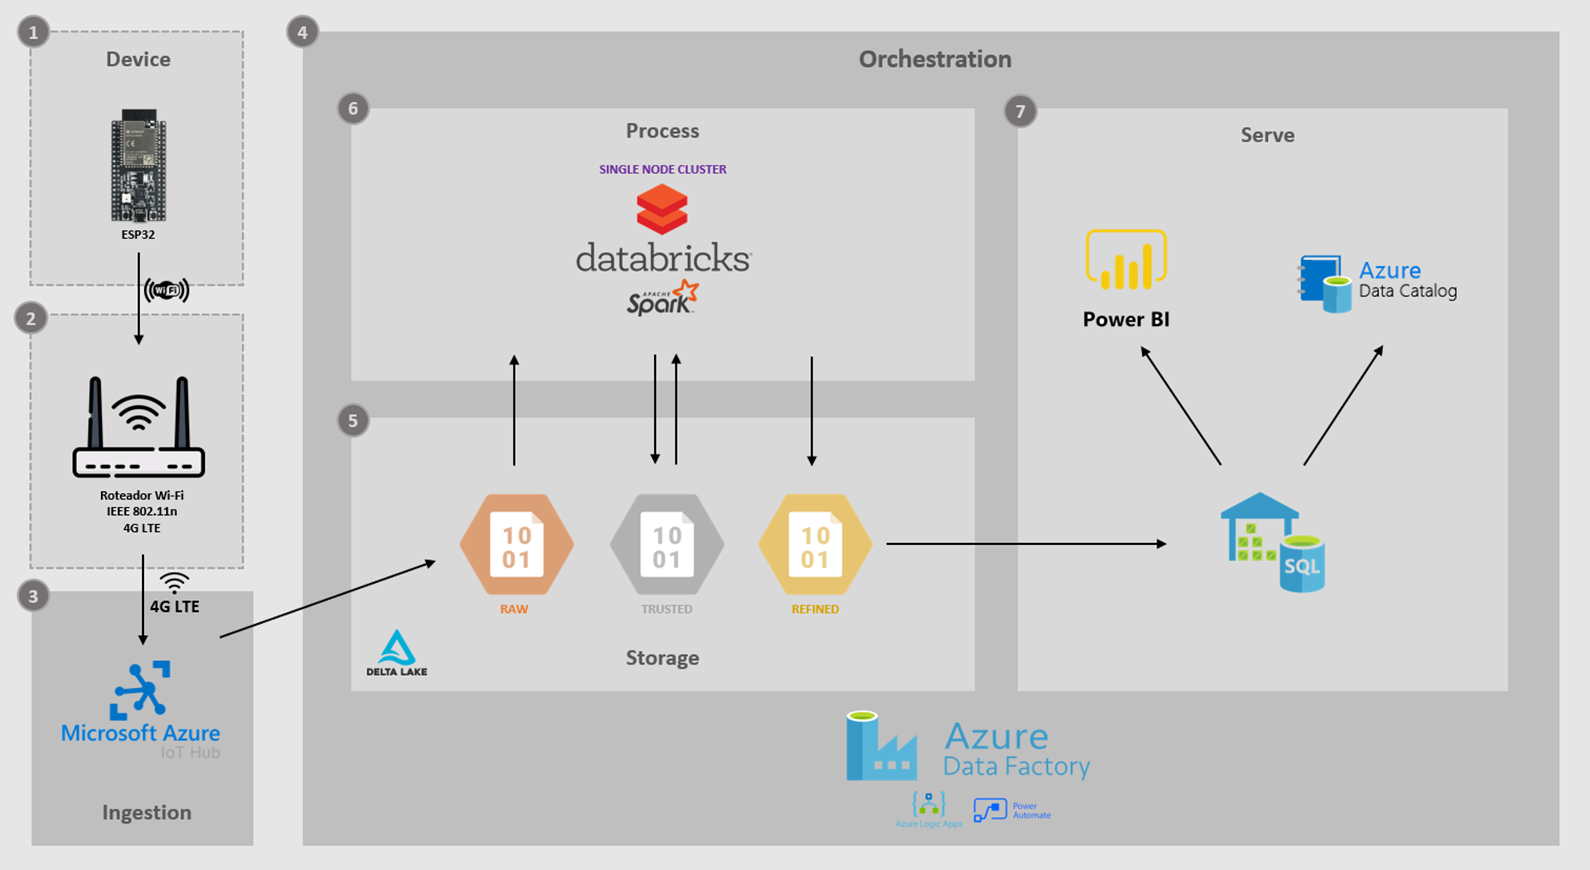 1
Device
ESP32
Wi Fi
2
Roteador Wi-Fi
IEEE 802.11n
4G LTE
4G LTE
3
Microsoft Azure
IoT Hub
Ingestion
4
Orchestration
6
Process
SINGLE NODE CLUSTER
databricks
APACHE
Spark
5
10
01
RAW
10
01
TRUSTED
10
01
REFINED
DELTA LAKE
Storage
7
Serve
Power BI
Azure
Data Catalog
SQL
Azure
Data Factory
Azure Logic Apps
Power
Automate